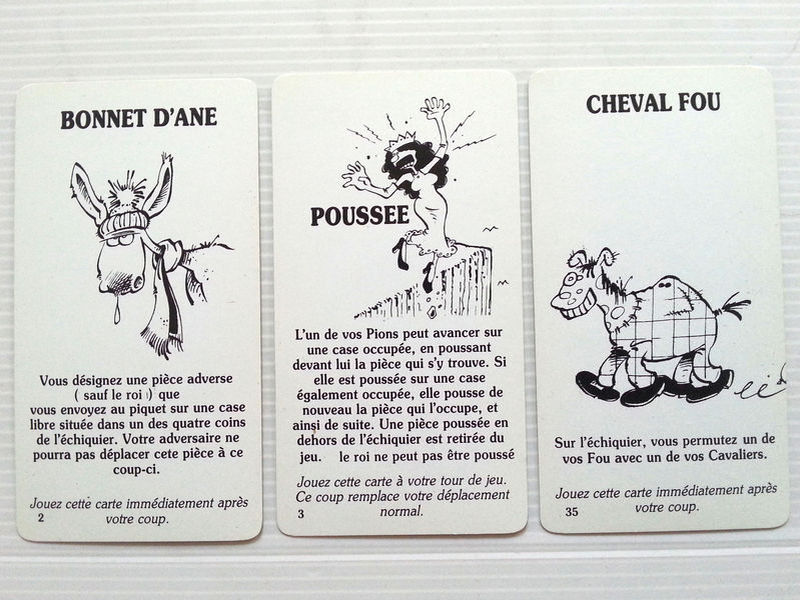 BONNET D'ANE
Vous désignez une pièce adverse
( sauf le roi ) que
vous envoyez au piquet sur une case
libre située dans un des quatre coins
de l'échiquier. Votre adversaire ne
pourra pas déplacer cete pièce à ce
coup-ci.
Jouez cette carte immédiatement après
votre coup.
2
POUSSEE
L'un de vos Pions peut avancer sur
une case occupée, en poussant
devant lui la pièce qui s'y trouve. Si
elle est poussée sur une case
également occupée, elle pousse de
nouveau la pièce qui l'occupe, et
ainsi de suite. Une pièce poussée en
dehors de l'échiquier est retirée du
jeu. le roi ne peut pas être poussé
Jouez cette carte à votre tour de jeu.
Ce coup remplace votre déplacement
normal.
3
CHEVAL FOU
Sur l'échiquier, vous permutez un de
vos Fou avec un de vos Cavaliers.
Jouez cette carte immédiatement après
votre coup.
35